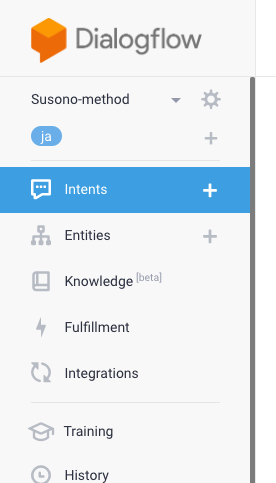 Dialogflow
Susono-method
ja
Intents
Entities
Knowledge [beta]
Fulfillment
Integrations
Training
History